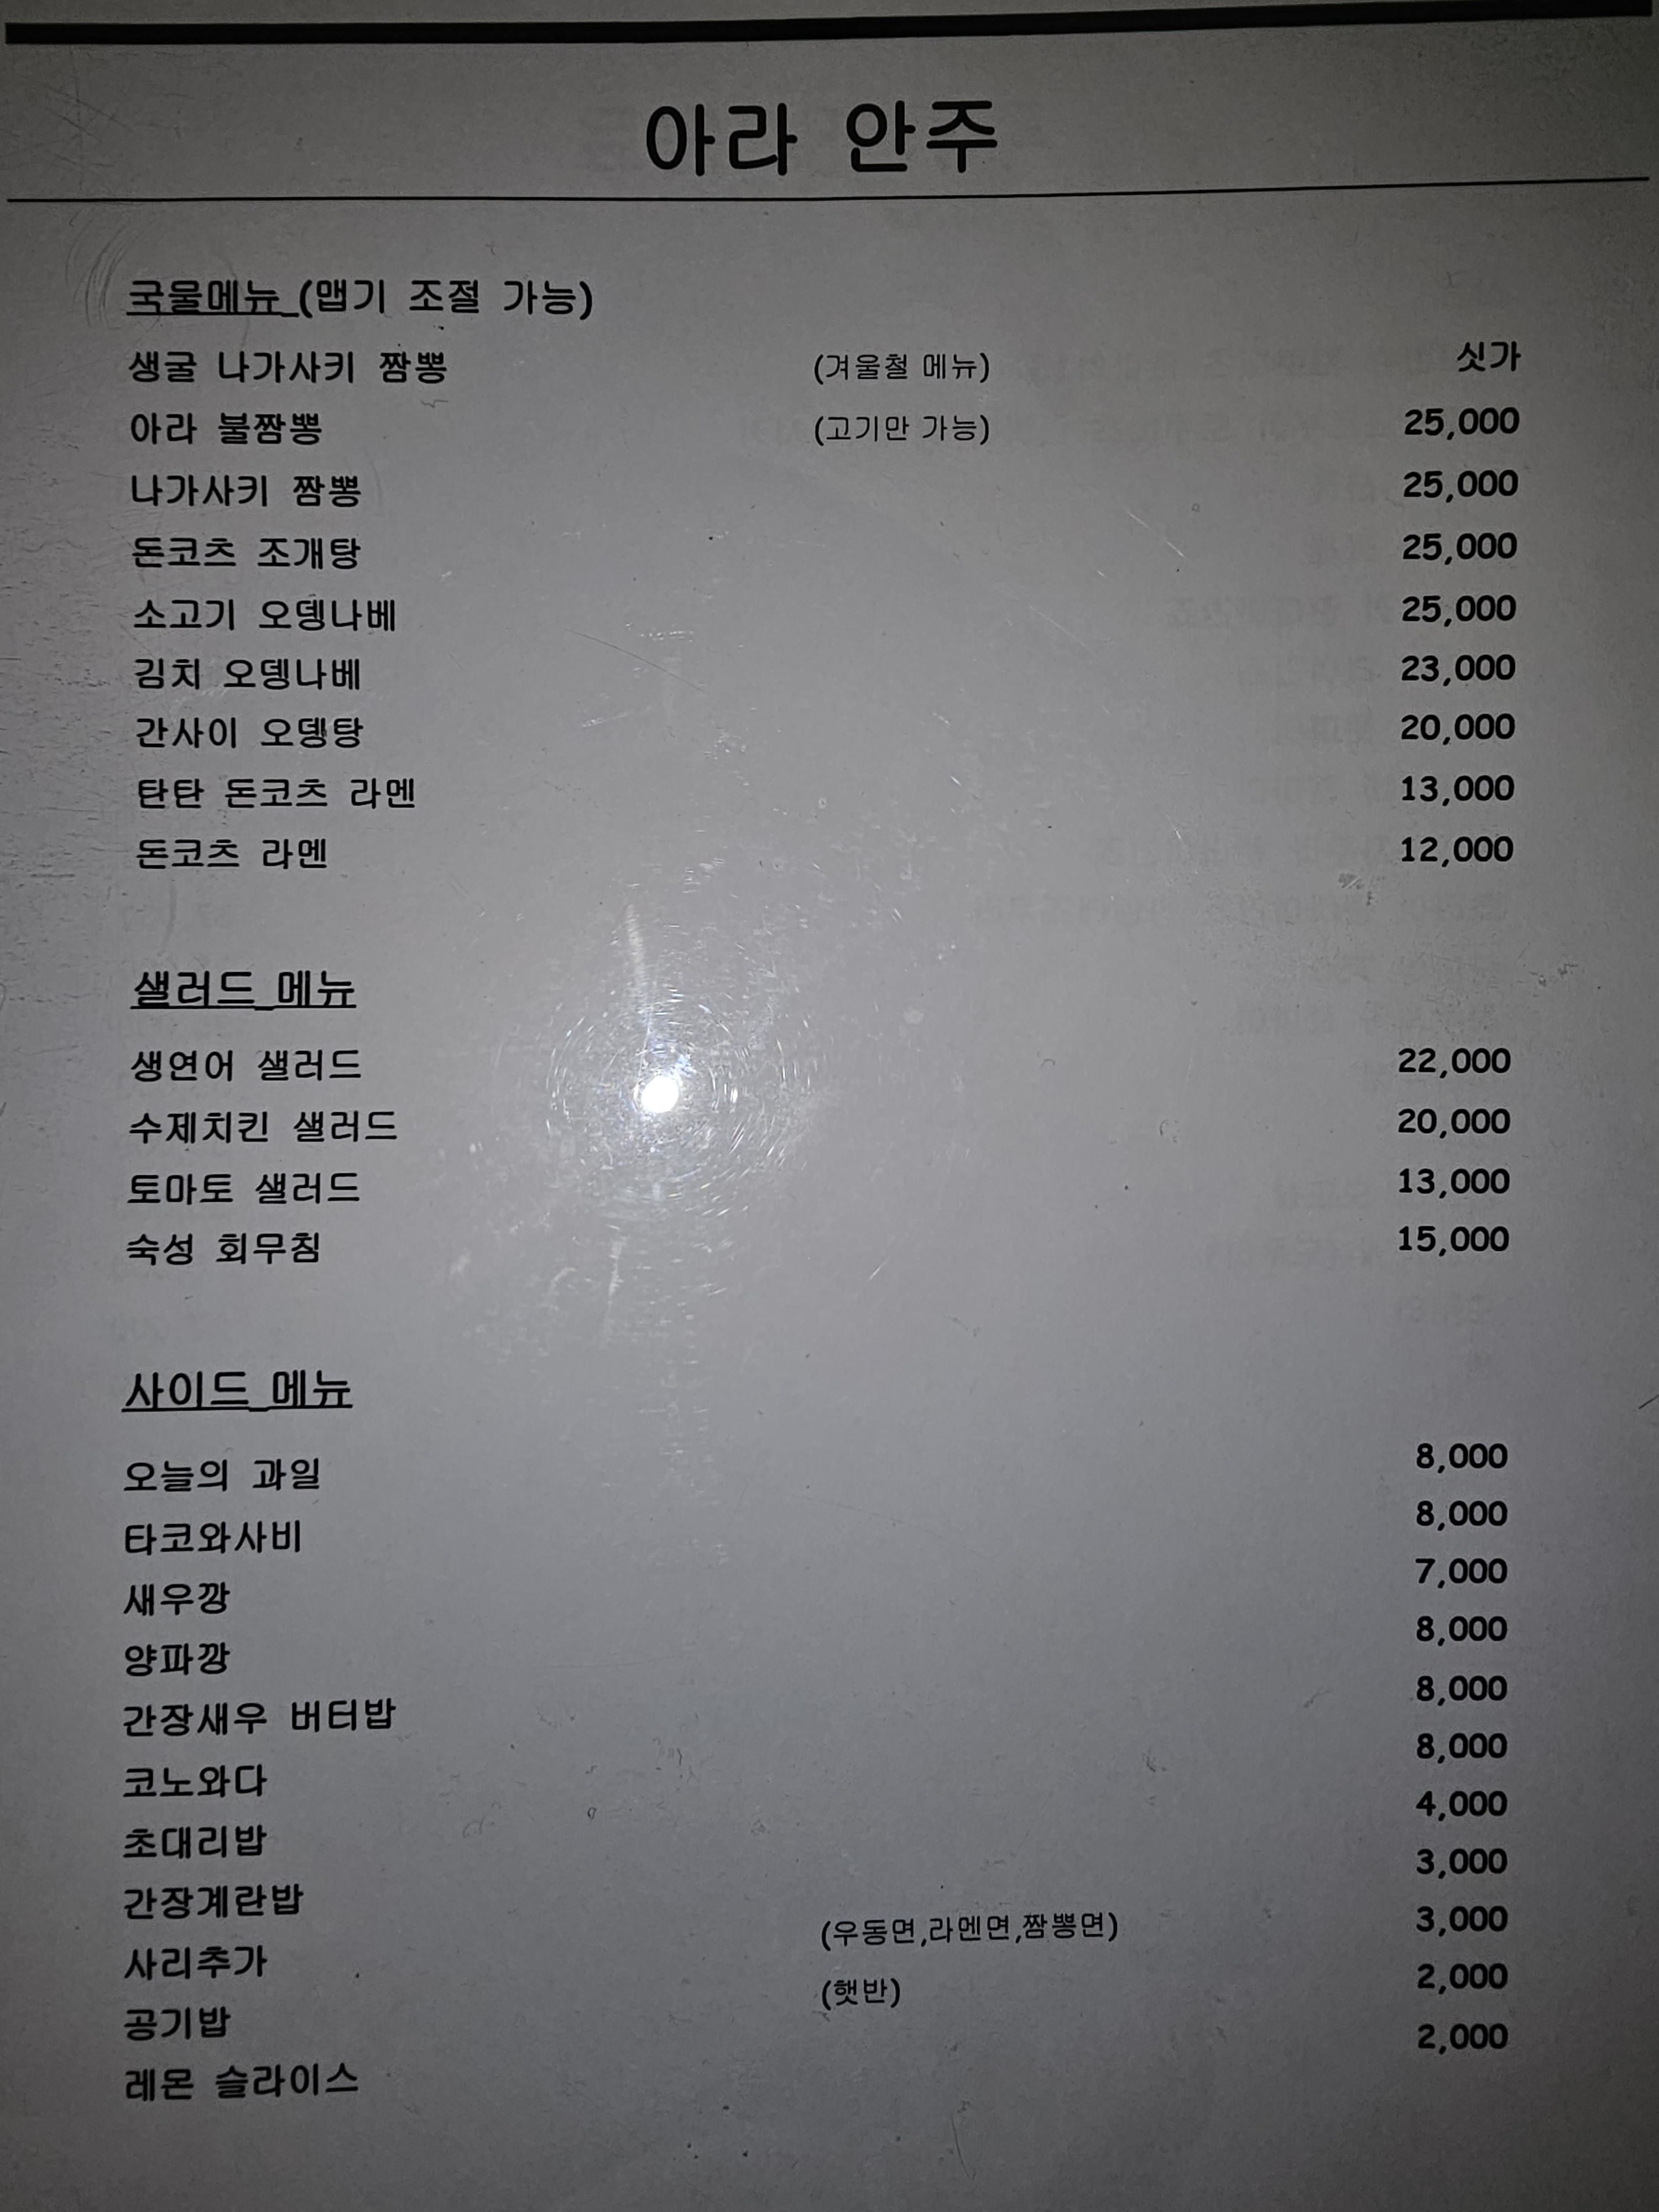 아라 안주
국물메뉴 (맵기 조절 가능)
생굴 나가사키 짬뽕 (겨울철 메뉴) 싯가
아라 불짬뽕 (고기만 가능) 25,000
나가사키 짬뽕 25,000
돈코츠 조개탕 25,000
소고기 오뎅나베 25,000
김치 오뎅나베 23,000
간사이 오뎅탕 20,000
탄탄 돈코츠 라멘 13,000
돈코츠 라멘 12,000
샐러드 메뉴
생연어 샐러드 22,000
수제치킨 샐러드 20,000
토마토 샐러드 13,000
숙성 회무침 15,000
사이드 메뉴
오늘의 과일 8,000
타코와사비 8,000
새우깡 7,000
양파깡 8,000
간장새우 버터밥 8,000
코노와다 8,000
초대리밥 4,000
간장계란밥 3,000
사리추가 (우동면,라멘면,짬뽕면) 3,000
공기밥 (햇반) 2,000
레몬 슬라이스 2,000